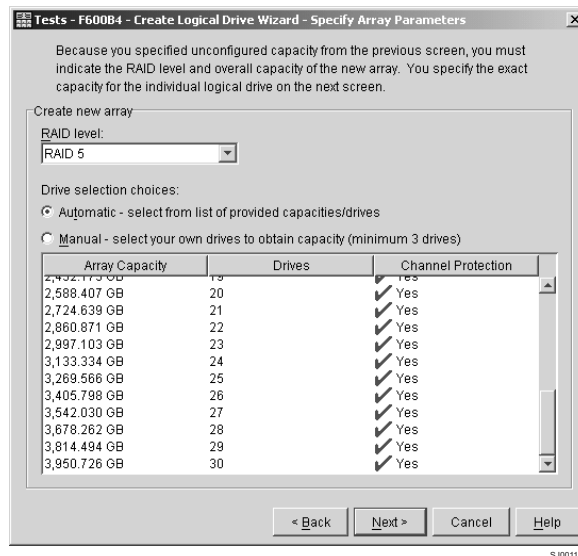 Tests - F600B4 - Create Logical Drive Wizard - Specify Array Parameters
Because you specified unconfigured capacity from the previous screen, you must
indicate the RAID level and overall capacity of the new array. You specify the exact
capacity for the individual logical drive on the next screen.
Create new array
RAID level:
RAID 5
Drive selection choices:
Automatic - select from list of provided capacities/drives
Manual - select your own drives to obtain capacity (minimum 3 drives)
Array Capacity Drives Channel Protection
2,452.175 GB 19 Yes
2,588.407 GB 20 Yes
2,724.639 GB 21 Yes
2,860.871 GB 22 Yes
2,997.103 GB 23 Yes
3,133.334 GB 24 Yes
3,269.566 GB 25 Yes
3,405.798 GB 26 Yes
3,542.030 GB 27 Yes
3,678.262 GB 28 Yes
3,814.494 GB 29 Yes
3,950.726 GB 30 Yes
< Back Next > Cancel Help